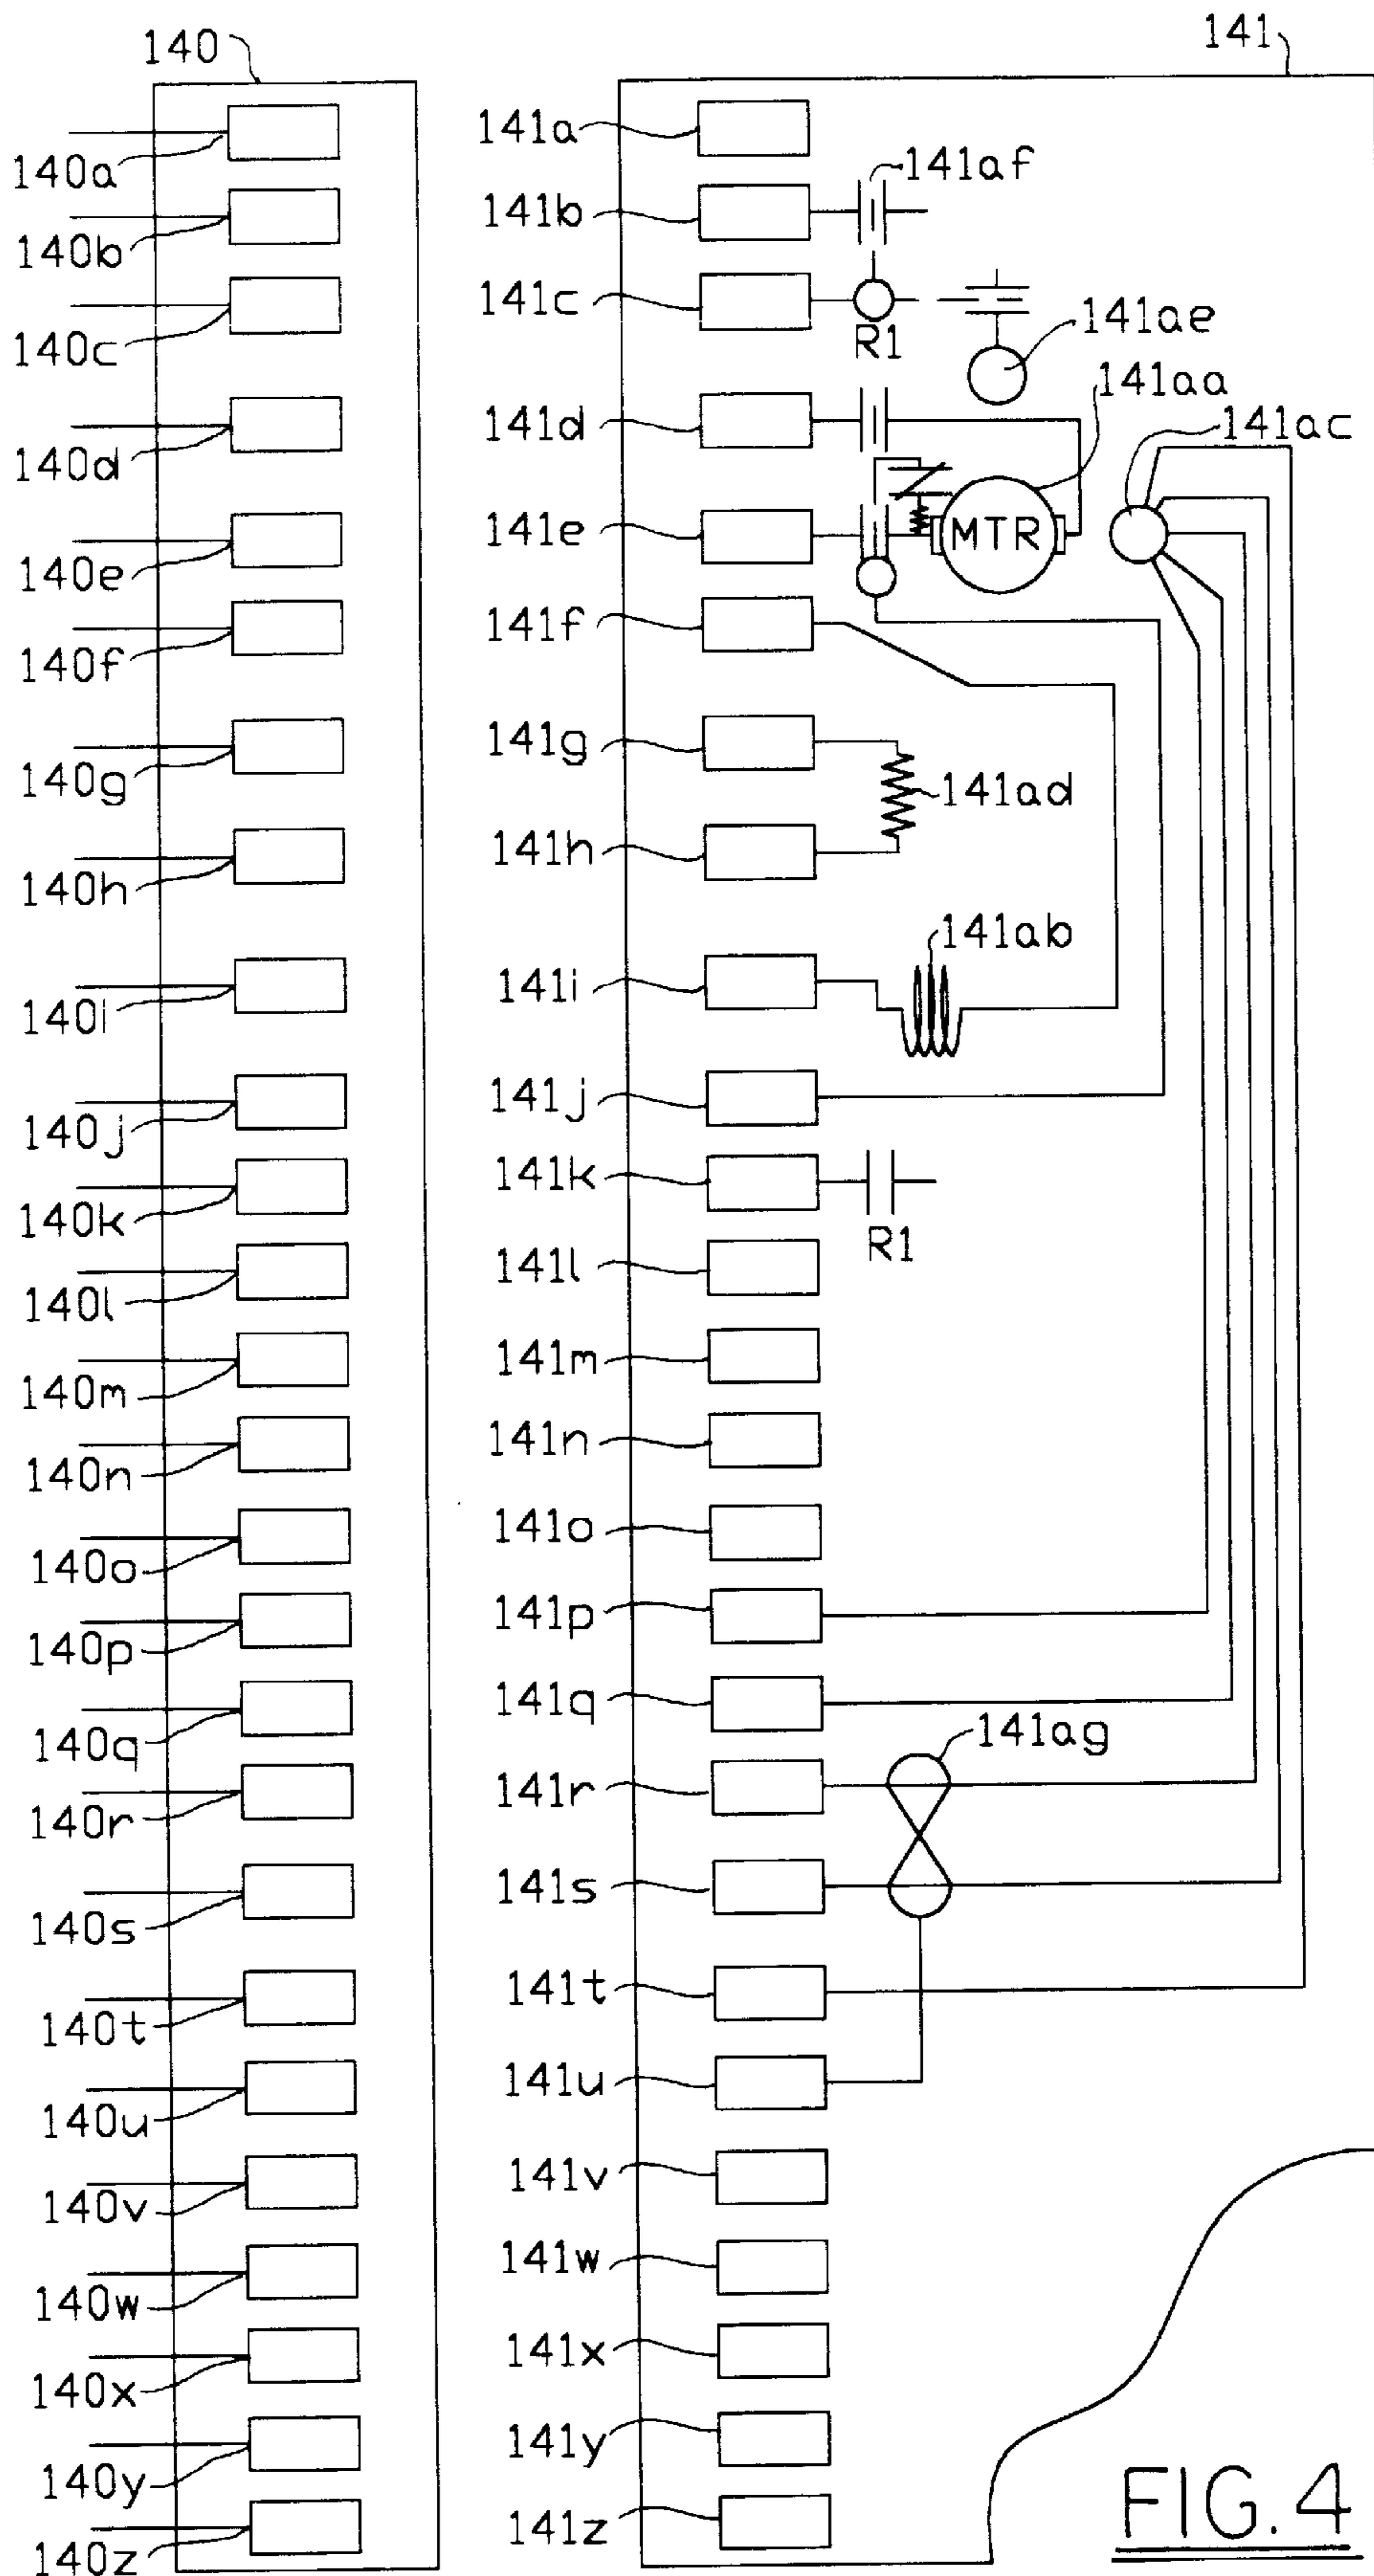 140
141
140a
140b
140c
140d
140e
140f
140g
140h
140i
140j
140k
140l
140m
140n
140o
140p
140q
140r
140s
140t
140u
140v
140w
140x
140y
140z
141a
141b
141af
141c
R1
141ae
141aa
141d
141ac
141e
MTR
141f
141g
141ad
141h
141ab
141i
141j
141k
R1
141l
141m
141n
141o
141p
141q
141ag
141r
141s
141t
141u
141v
141w
141x
141y
141z
FIG. 4